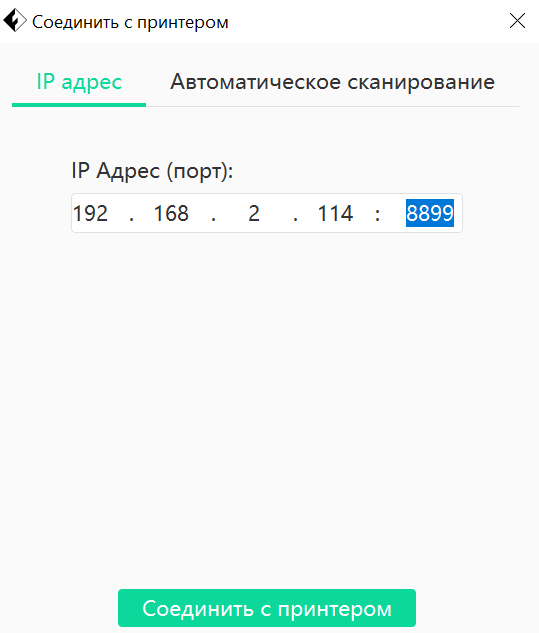 Соединить с принтером
IP адрес Автоматическое сканирование
IP Адрес (порт):
192 . 168 . 2 . 114 : 8899
Соединить с принтером